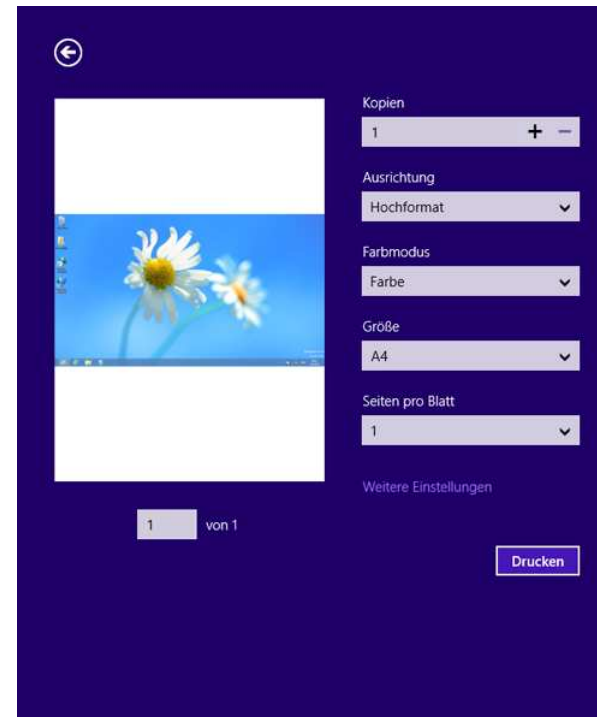 Kopien
1
Ausrichtung
Hochformat
Farbmodus
Farbe
Größe
A4
Seiten pro Blatt
1
Weitere Einstellungen
1 von 1
Drucken